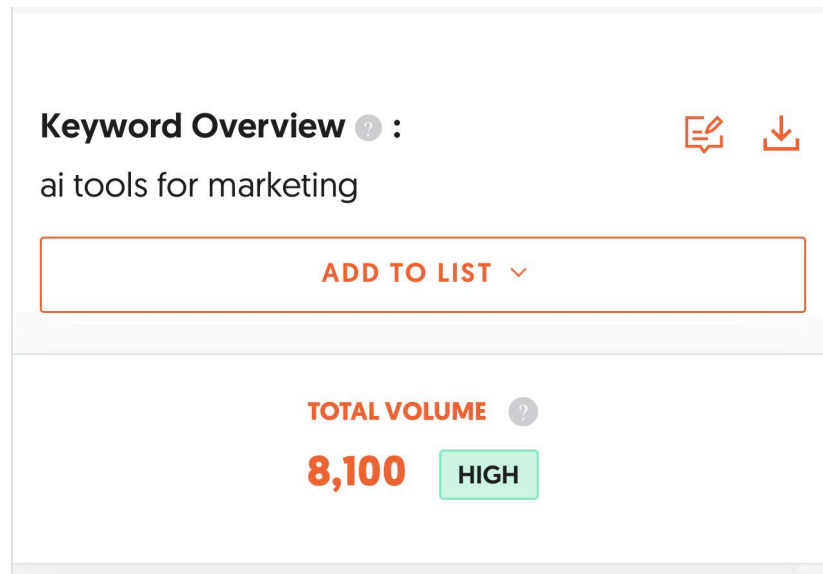 Keyword Overview ? :
ai tools for marketing
ADD TO LIST
TOTAL VOLUME ?
8,100 HIGH